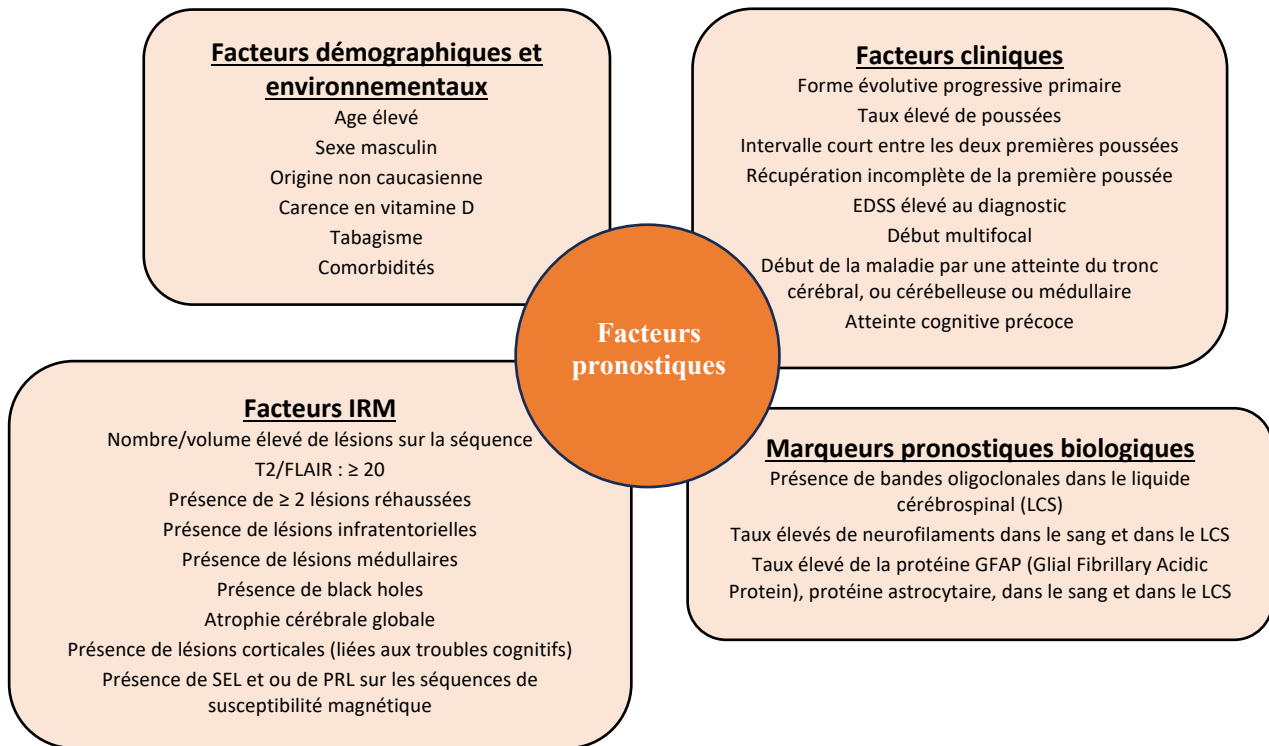 Facteurs démographiques et
environnementaux
Age élevé
Sexe masculin
Origine non caucasienne
Carence en vitamine D
Tabagisme
Comorbidités
Facteurs cliniques
Forme évolutive progressive primaire
Taux élevé de poussées
Intervalle court entre les deux premières poussées
Récupération incomplète de la première poussée
EDSS élevé au diagnostic
Début multifocal
Début de la maladie par une atteinte du tronc
cérébral, ou cérébelleuse ou médullaire
Atteinte cognitive précoce
Facteurs
pronostiques
Facteurs IRM
Nombre/volume élevé de lésions sur la séquence
T2/FLAIR : ≥ 20
Présence de ≥ 2 lésions réhaussées
Présence de lésions infratentorielles
Présence de lésions médullaires
Présence de black holes
Atrophie cérébrale globale
Présence de lésions corticales (liées aux troubles cognitifs)
Présence de SEL et ou de PRL sur les séquences de
susceptibilité magnétique
Marqueurs pronostiques biologiques
Présence de bandes oligoclonales dans le liquide
cérébrospinal (LCS)
Taux élevés de neurofilaments dans le sang et dans le LCS
Taux élevé de la protéine GFAP (Glial Fibrillary Acidic
Protein), protéine astrocytaire, dans le sang et dans le LCS